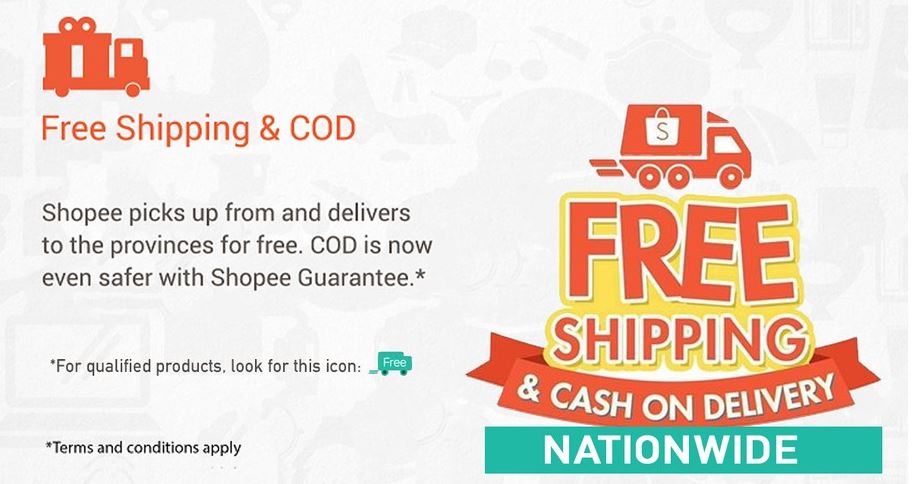 Free Shipping & COD
Shopee picks up from and delivers
to the provinces for free. COD is now
even safer with Shopee Guarantee.*
*For qualified products, look for this icon: Free
*Terms and conditions apply
S
FREE
SHIPPING
& CASH ON DELIVERY
NATIONWIDE